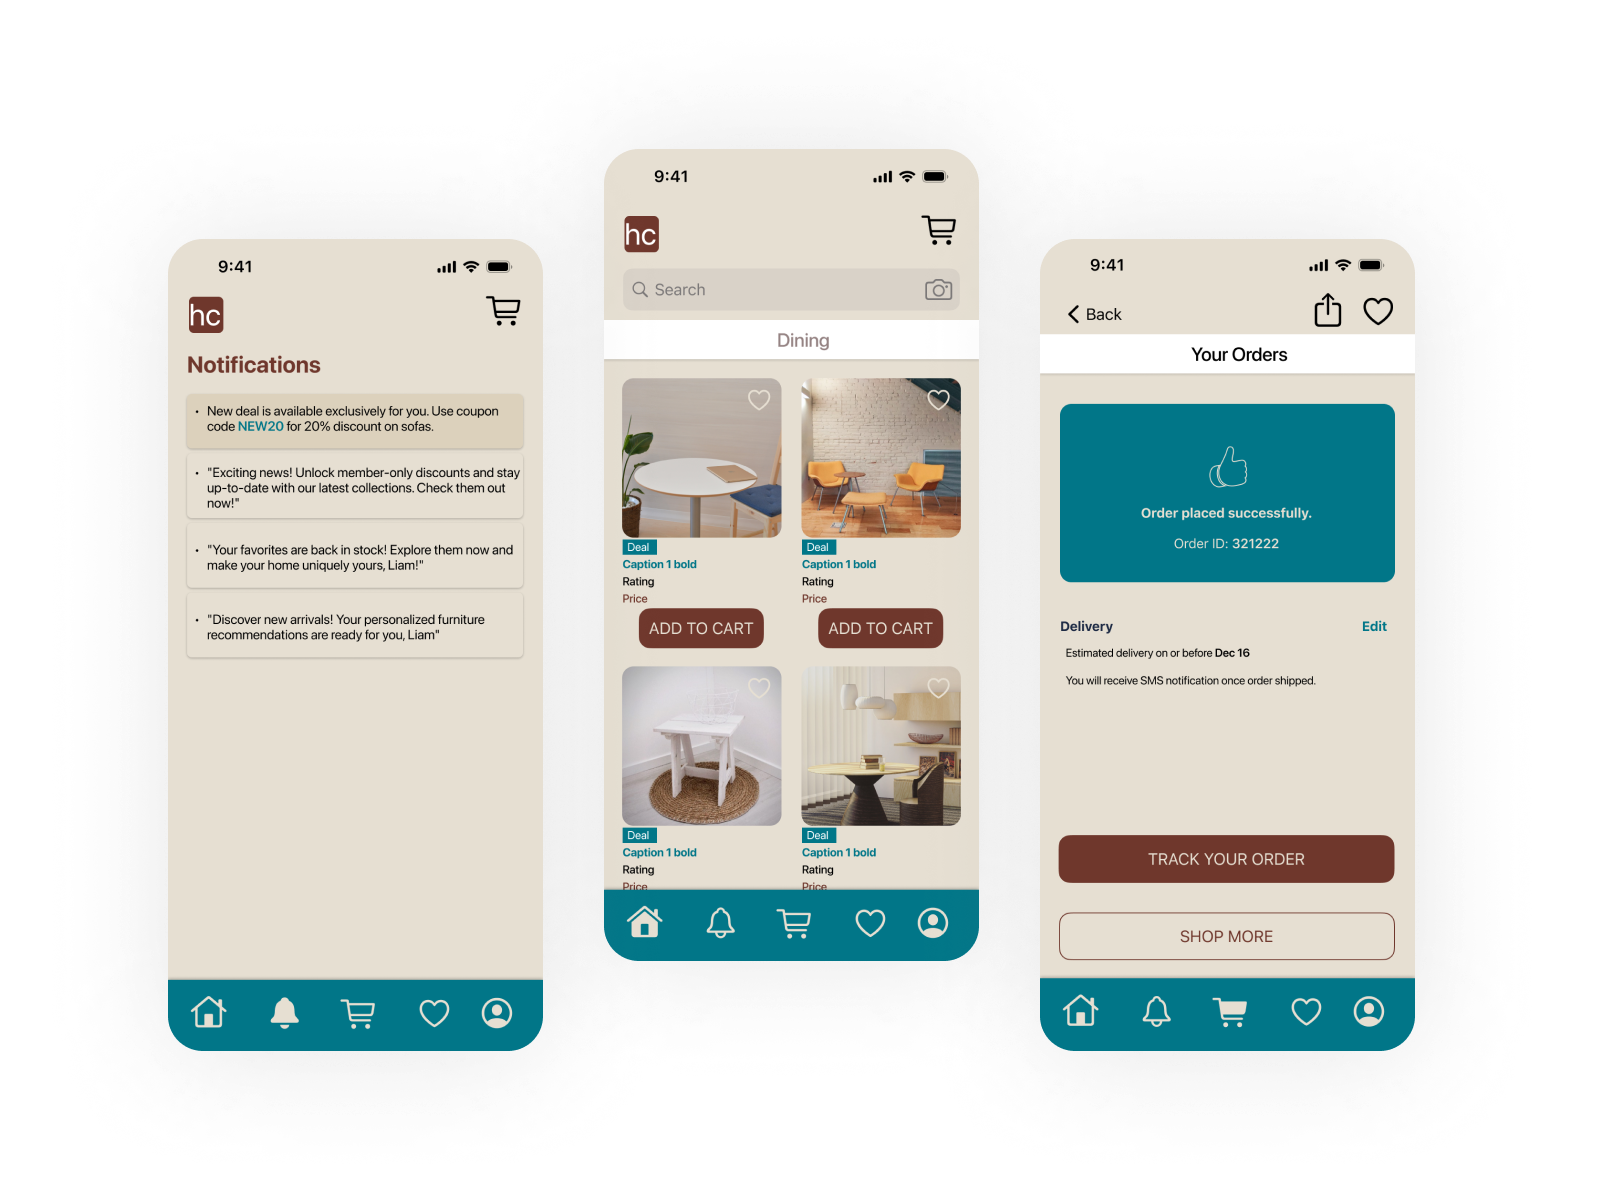 9:41
hc
Notifications
• New deal is available exclusively for you. Use coupon
code NEW20 for 20% discount on sofas.
• "Exciting news! Unlock member-only discounts and stay
up-to-date with our latest collections. Check them out
now!"
• "Your favorites are back in stock! Explore them now and
make your home uniquely yours, Liam!"
• "Discover new arrivals! Your personalized furniture
recommendations are ready for you, Liam"
9:41
hc
Search
Dining
Deal
Caption 1 bold
Rating
Price
ADD TO CART
Deal
Caption 1 bold
Rating
Price
ADD TO CART
Deal
Caption 1 bold
Rating
Price
Deal
Caption 1 bold
Rating
Price
9:41
Back
Your Orders
Order placed successfully.
Order ID: 321222
Delivery
Edit
Estimated delivery on or before Dec 16
You will receive SMS notification once order shipped.
TRACK YOUR ORDER
SHOP MORE